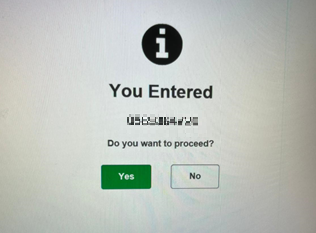 You Entered
Do you want to proceed?
Yes
No